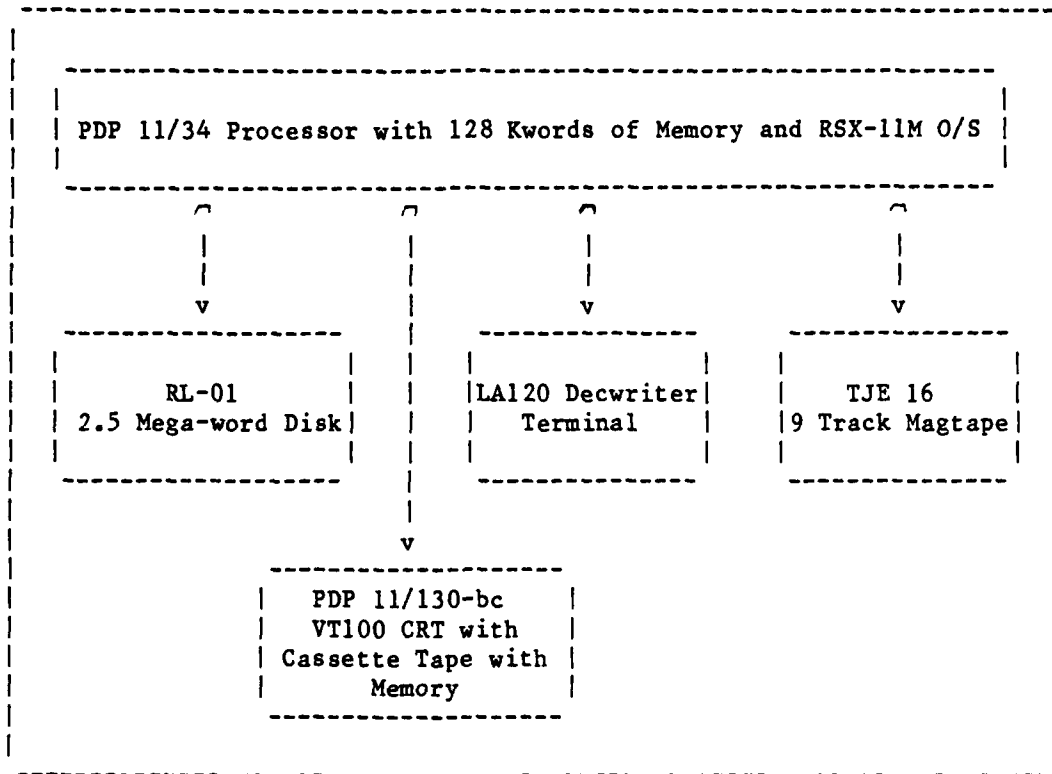 PDP 11/34 Processor with 128 Kwords of Memory and RSX-11M O/S
RL-01
2.5 Mega-word Disk
LA120 Decwriter
Terminal
TJE 16
9 Track Magtape
PDP 11/130-bc
VT100 CRT with
Cassette Tape with
Memory